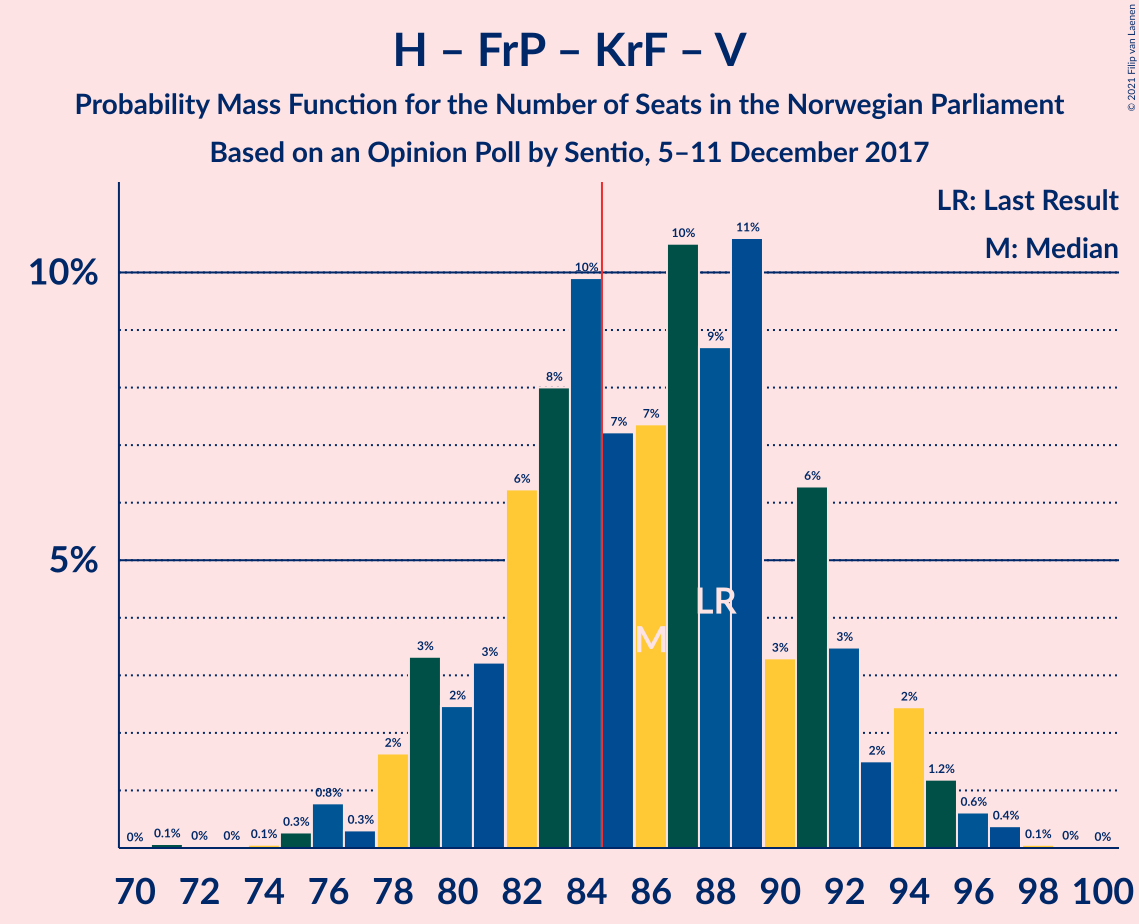 H – FrP – KrF – V
Probability Mass Function for the Number of Seats in the Norwegian Parliament
Based on an Opinion Poll by Sentio, 5–11 December 2017
© 2021 Filip van Laenen
LR: Last Result
M: Median
10%
5%
0% 0.1% 0% 0% 0.1% 0.3% 0.8% 0.3% 2% 3% 2% 3% 6% 8% 10% 7% 7% 10% 9% 11% 3% 6% 3% 2% 2% 1.2% 0.6% 0.4% 0.1% 0% 0%
LR
M
70 72 74 76 78 80 82 84 86 88 90 92 94 96 98 100